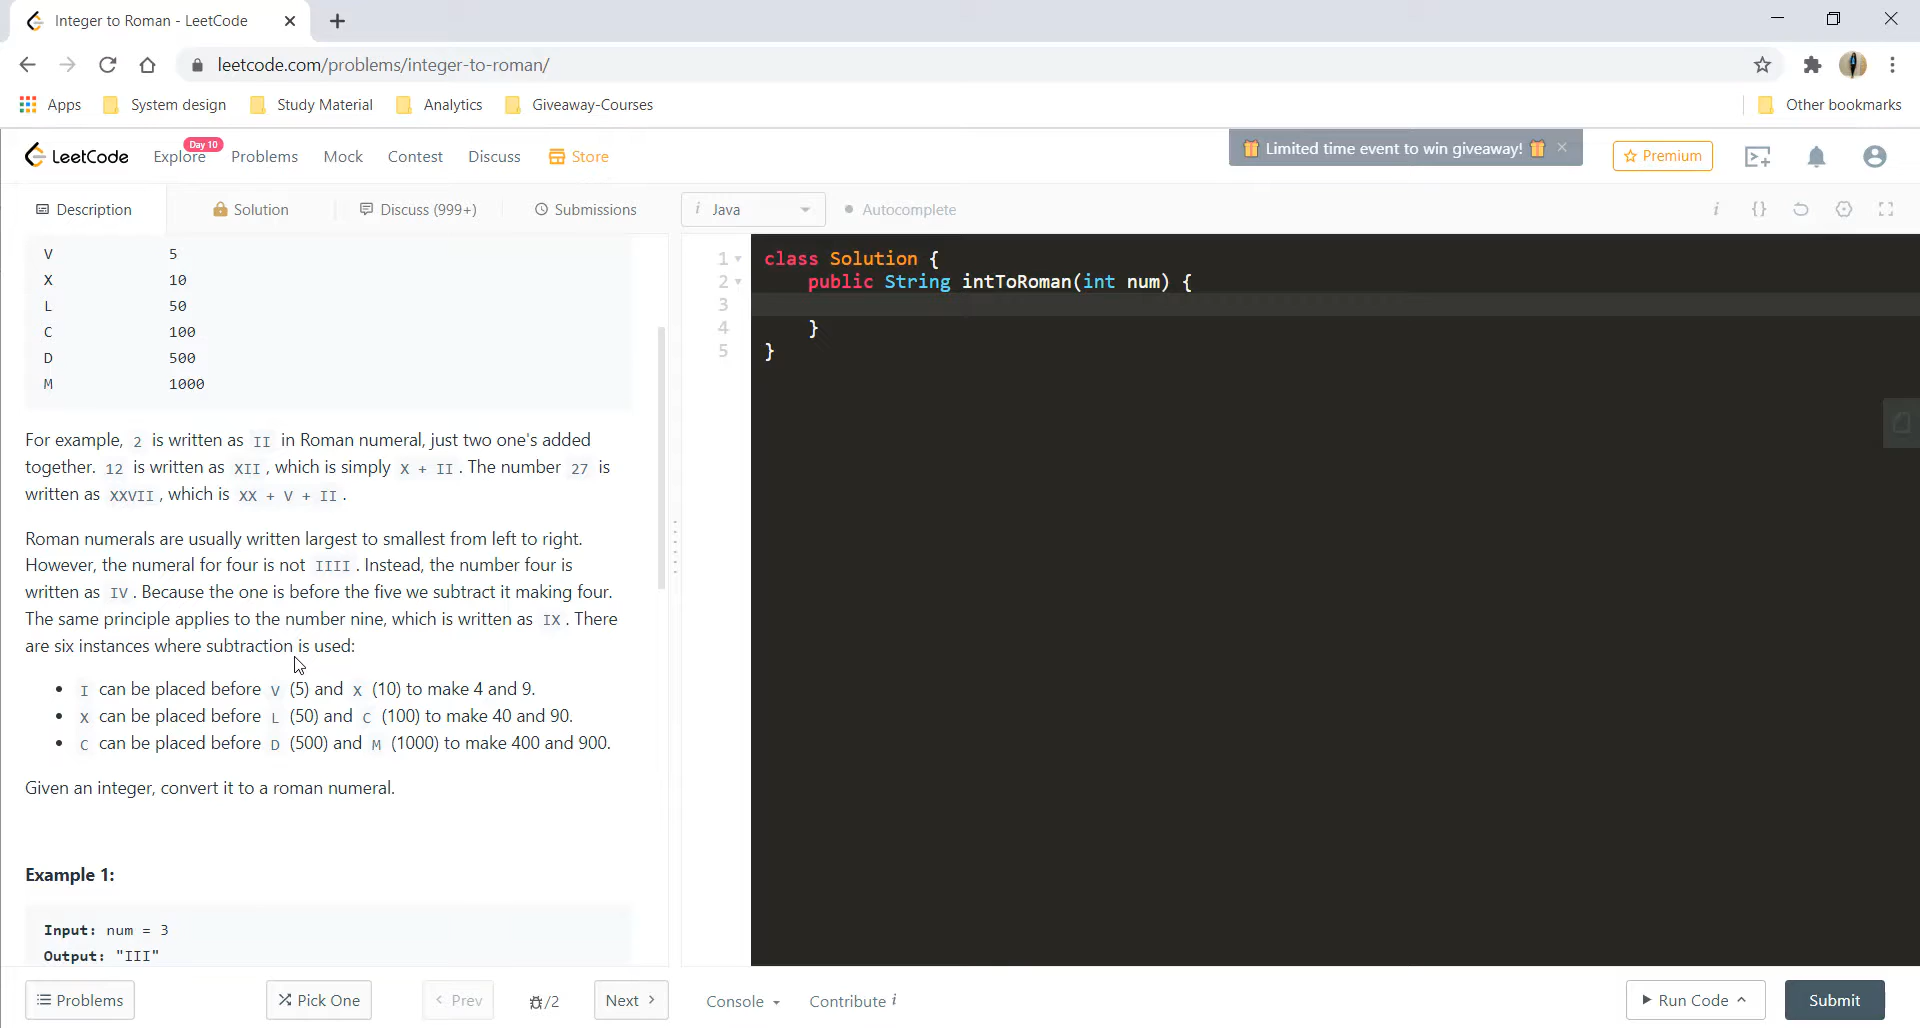 Integer to Roman - LeetCode
leetcode.com/problems/integer-to-roman/
Apps System design Study Material Analytics Giveaway-Courses Other bookmarks
LeetCode Explore Day 10 Problems Mock Contest Discuss Store Limited time event to win giveaway! Premium
Description Solution Discuss (999+) Submissions i Java Autocomplete i {}
V 5
X 10
L 50
C 100
D 500
M 1000
For example, 2 is written as II in Roman numeral, just two one's added
together. 12 is written as XII, which is simply X + II. The number 27 is
written as XXVII, which is XX + V + II.
Roman numerals are usually written largest to smallest from left to right.
However, the numeral for four is not IIII. Instead, the number four is
written as IV. Because the one is before the five we subtract it making four.
The same principle applies to the number nine, which is written as IX. There
are six instances where subtraction is used:
I can be placed before V (5) and X (10) to make 4 and 9.
X can be placed before L (50) and C (100) to make 40 and 90.
C can be placed before D (500) and M (1000) to make 400 and 900.
Given an integer, convert it to a roman numeral.
Example 1:
Input: num = 3
Output: "III"
1 class Solution {
2 public String intToRoman(int num) {
3
4 }
5 }
Problems Pick One Prev /2 Next Console Contribute i Run Code Submit